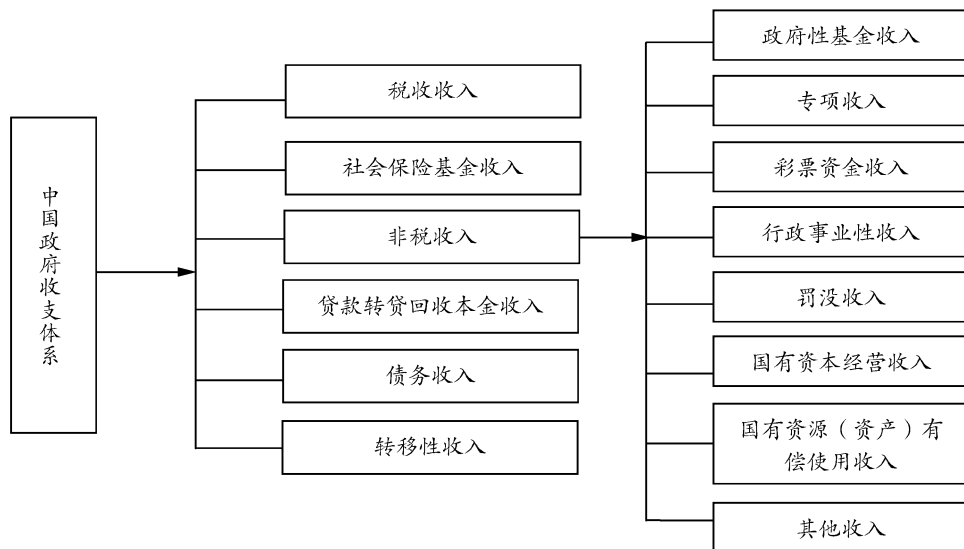 中国政府收支体系
税收收入
社会保险基金收入
非税收入
贷款转贷回收本金收入
债务收入
转移性收入
政府性基金收入
专项收入
彩票资金收入
行政事业性收入
罚没收入
国有资本经营收入
国有资源（资产）有
偿使用收入
其他收入